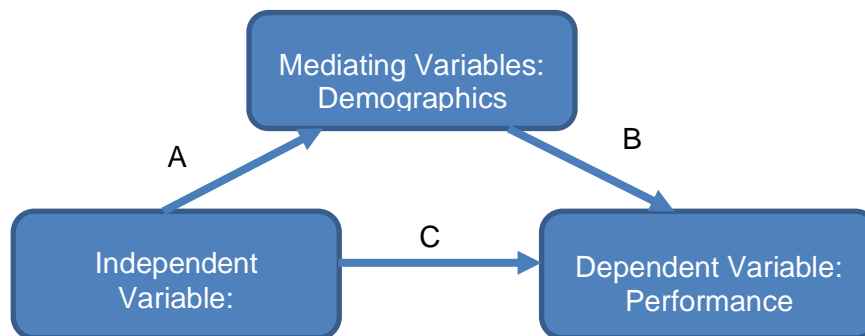 Mediating Variables:
Demographics
A
B
C
Independent
Variable:
Dependent Variable:
Performance